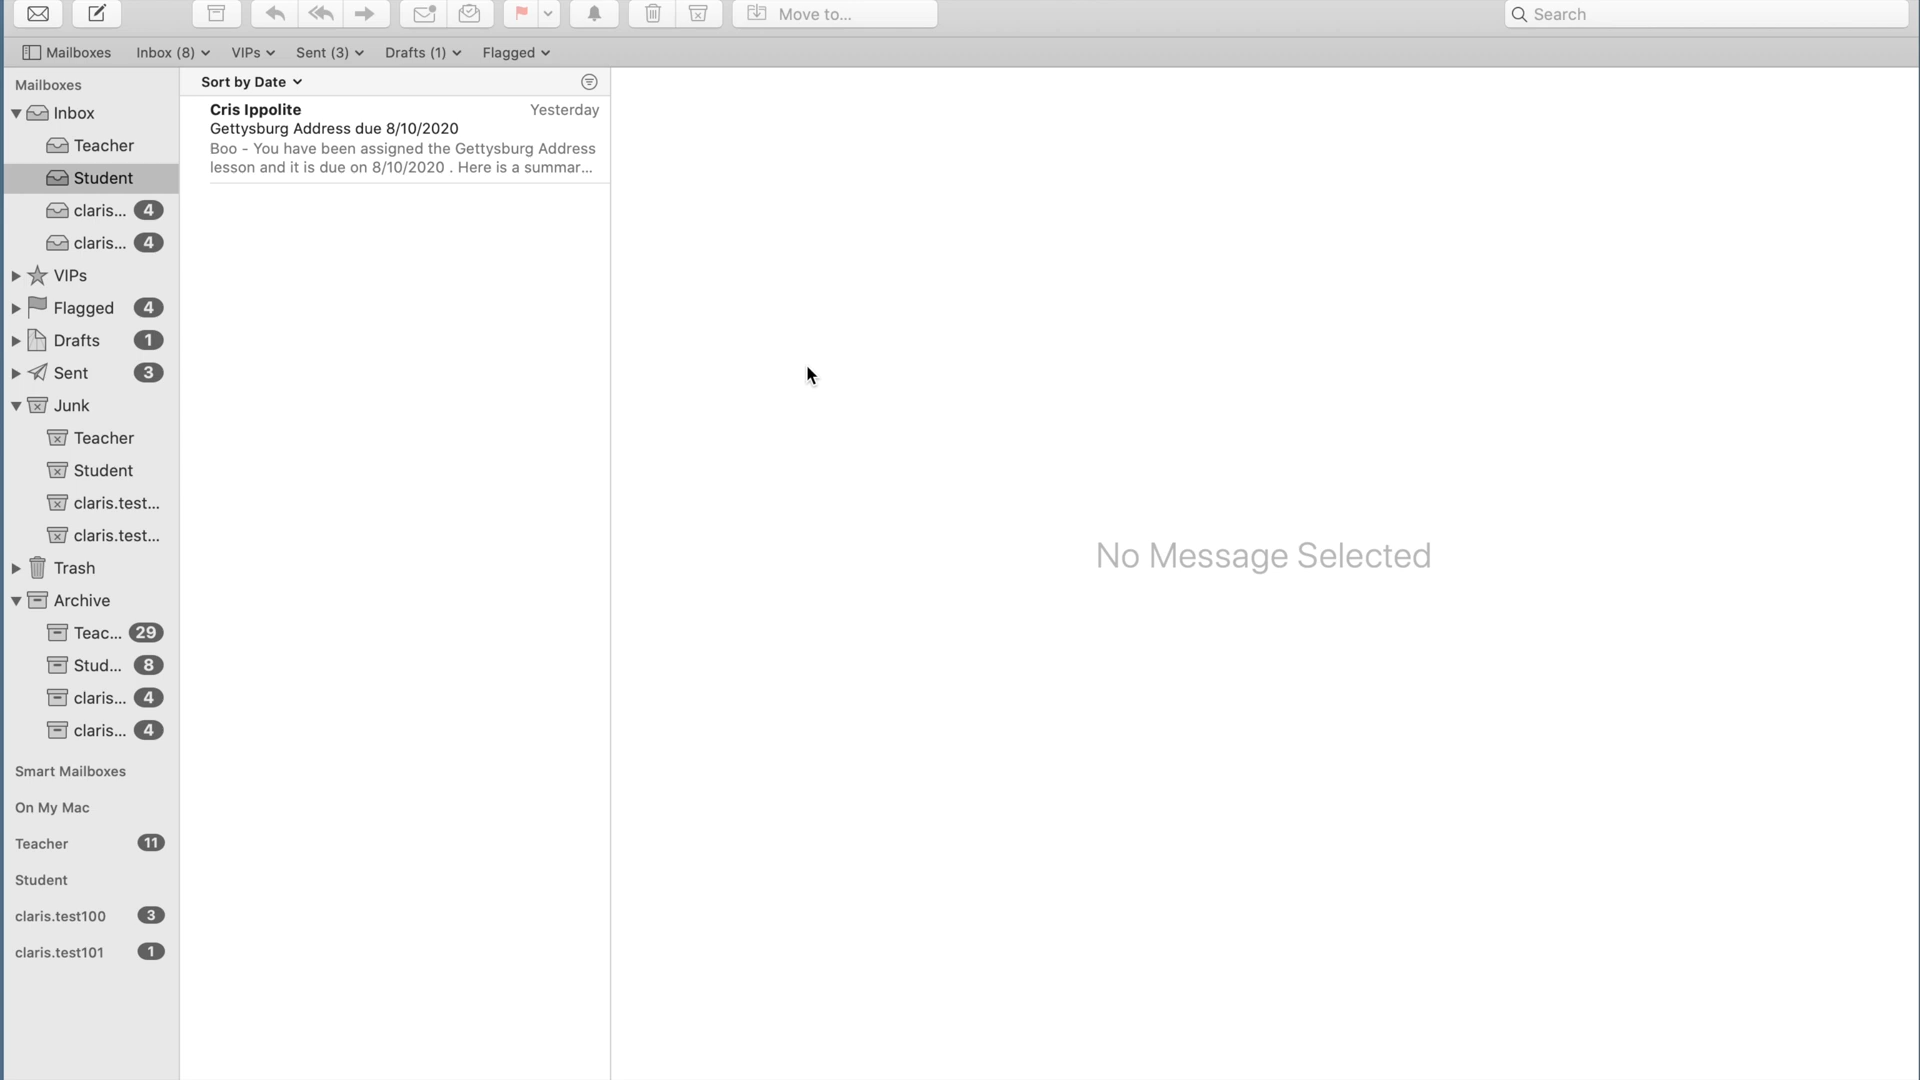 Move to...
Search
Mailboxes
Inbox (8)
VIPs
Sent (3)
Drafts (1)
Flagged
Mailboxes
Inbox
Teacher
Student
claris... 4
claris... 4
VIPs
Flagged 4
Drafts 1
Sent 3
Junk
Teacher
Student
claris.test...
claris.test...
Trash
Archive
Teac... 29
Stud... 8
claris... 4
claris... 4
Smart Mailboxes
On My Mac
Teacher 11
Student
claris.test100 3
claris.test101 1
Sort by Date
Cris Ippolite Yesterday
Gettysburg Address due 8/10/2020
Boo - You have been assigned the Gettysburg Address
lesson and it is due on 8/10/2020 . Here is a summar...
No Message Selected